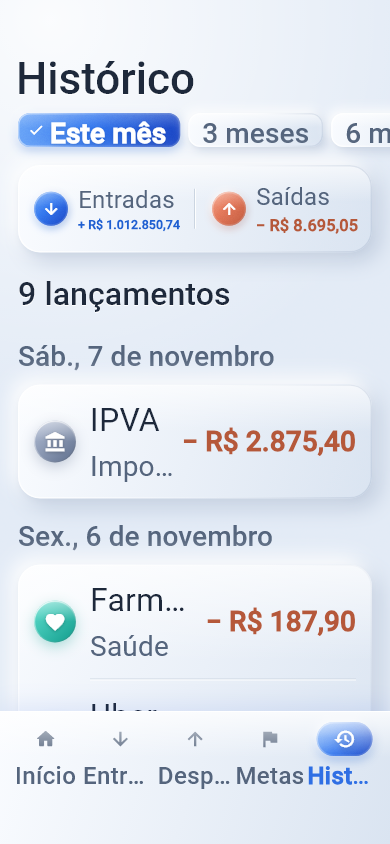 Histórico
Este mês 3 meses 6 m
Entradas
+ R$ 1.012.850,74
Saídas
− R$ 8.695,05
9 lançamentos
Sáb., 7 de novembro
IPVA
Impo...
− R$ 2.875,40
Sex., 6 de novembro
Farm...
Saúde
− R$ 187,90
Uber
Início Entr... Desp... Metas Hist...